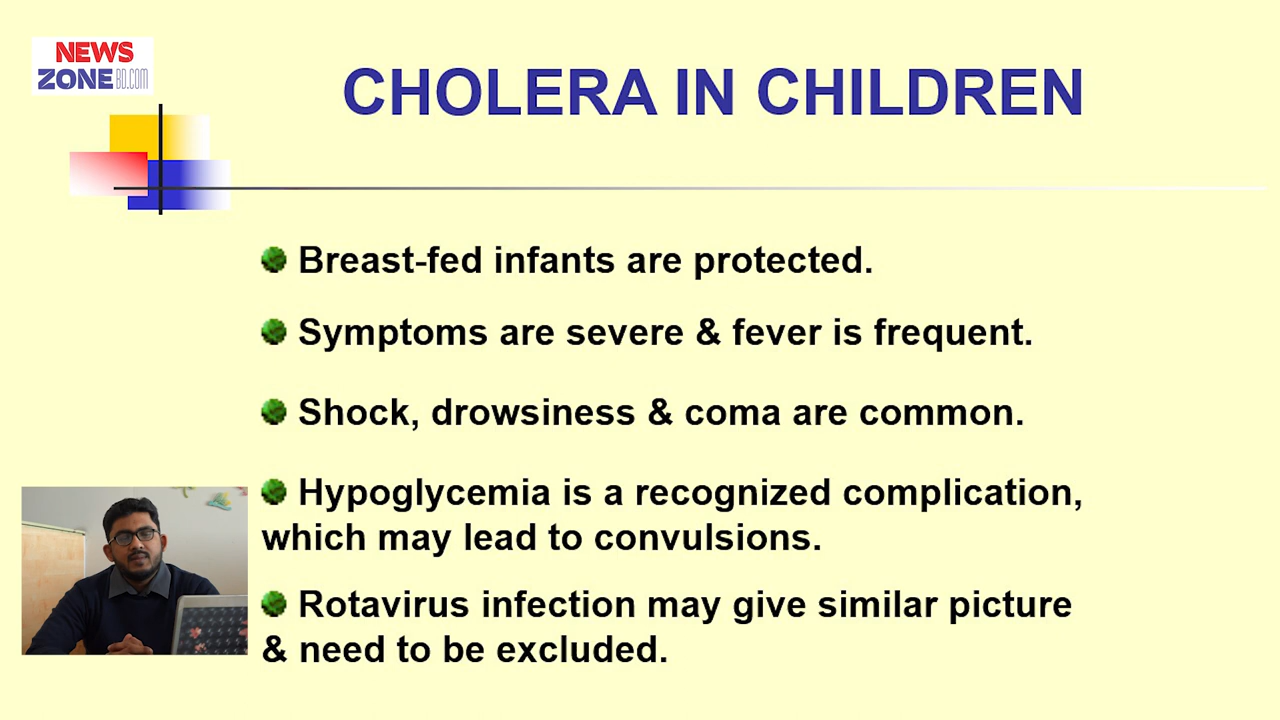 NEWS
ZONE BD.COM
CHOLERA IN CHILDREN
Breast-fed infants are protected.
Symptoms are severe & fever is frequent.
Shock, drowsiness & coma are common.
Hypoglycemia is a recognized complication,
which may lead to convulsions.
Rotavirus infection may give similar picture
& need to be excluded.